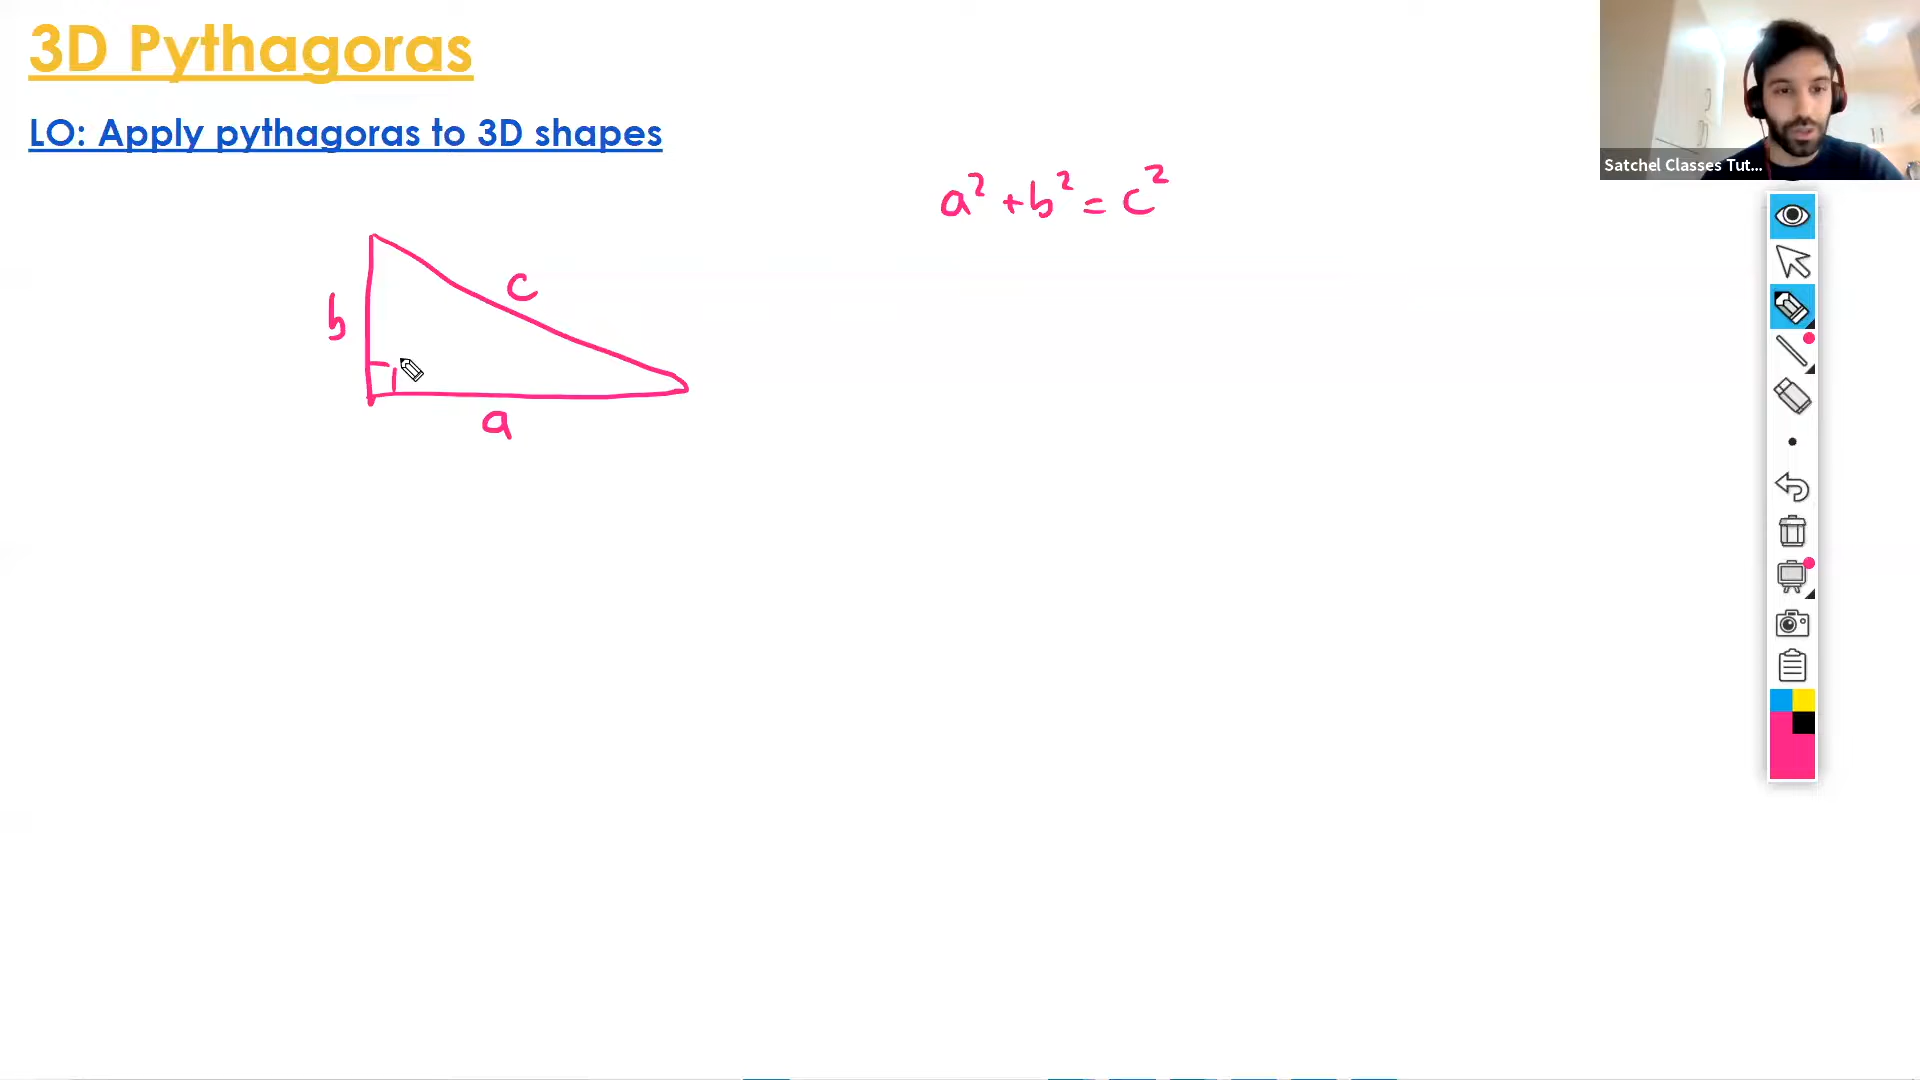 3D Pythagoras
LO: Apply pythagoras to 3D shapes
Satchel Classes Tut...
a² + b² = c²
c
b
a